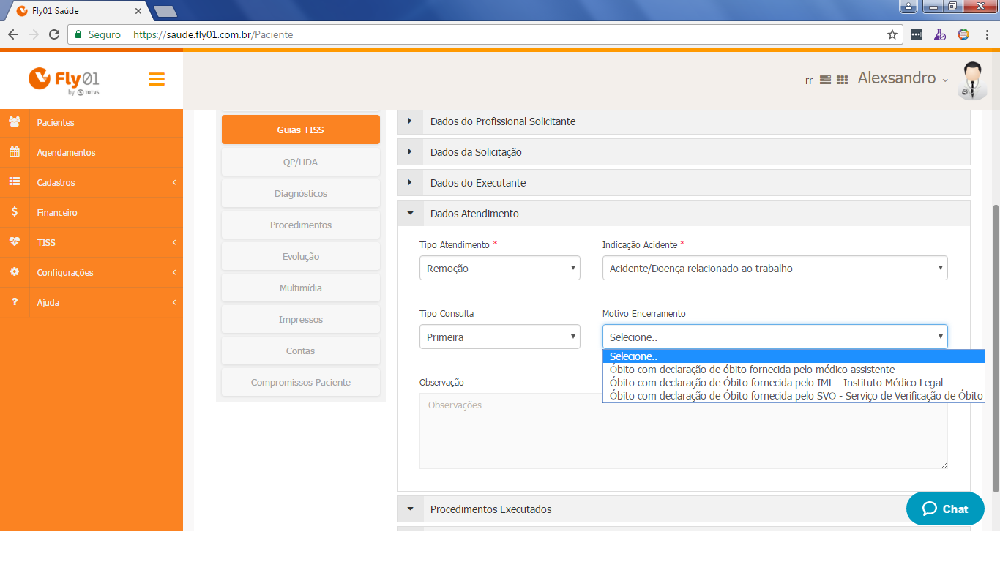 Fly01 Saúde
Seguro
https://saude.fly01.com.br/Paciente
Fly01
by TOTVS
rr
Alexsandro
Pacientes
Agendamentos
Cadastros
Financeiro
TISS
Configurações
Ajuda
Guias TISS
QP/HDA
Diagnósticos
Procedimentos
Evolução
Multimídia
Impressos
Contas
Compromissos Paciente
Dados do Profissional Solicitante
Dados da Solicitação
Dados do Executante
Dados Atendimento
Tipo Atendimento *
Indicação Acidente *
Remoção
Acidente/Doença relacionado ao trabalho
Tipo Consulta
Motivo Encerramento
Primeira
Selecione..
Selecione..
Óbito com declaração de óbito fornecida pelo médico assistente
Óbito com declaração de Óbito fornecida pelo IML - Instituto Médico Legal
Óbito com declaração de Óbito fornecida pelo SVO - Serviço de Verificação de Óbito
Observação
Observações
Procedimentos Executados
Chat